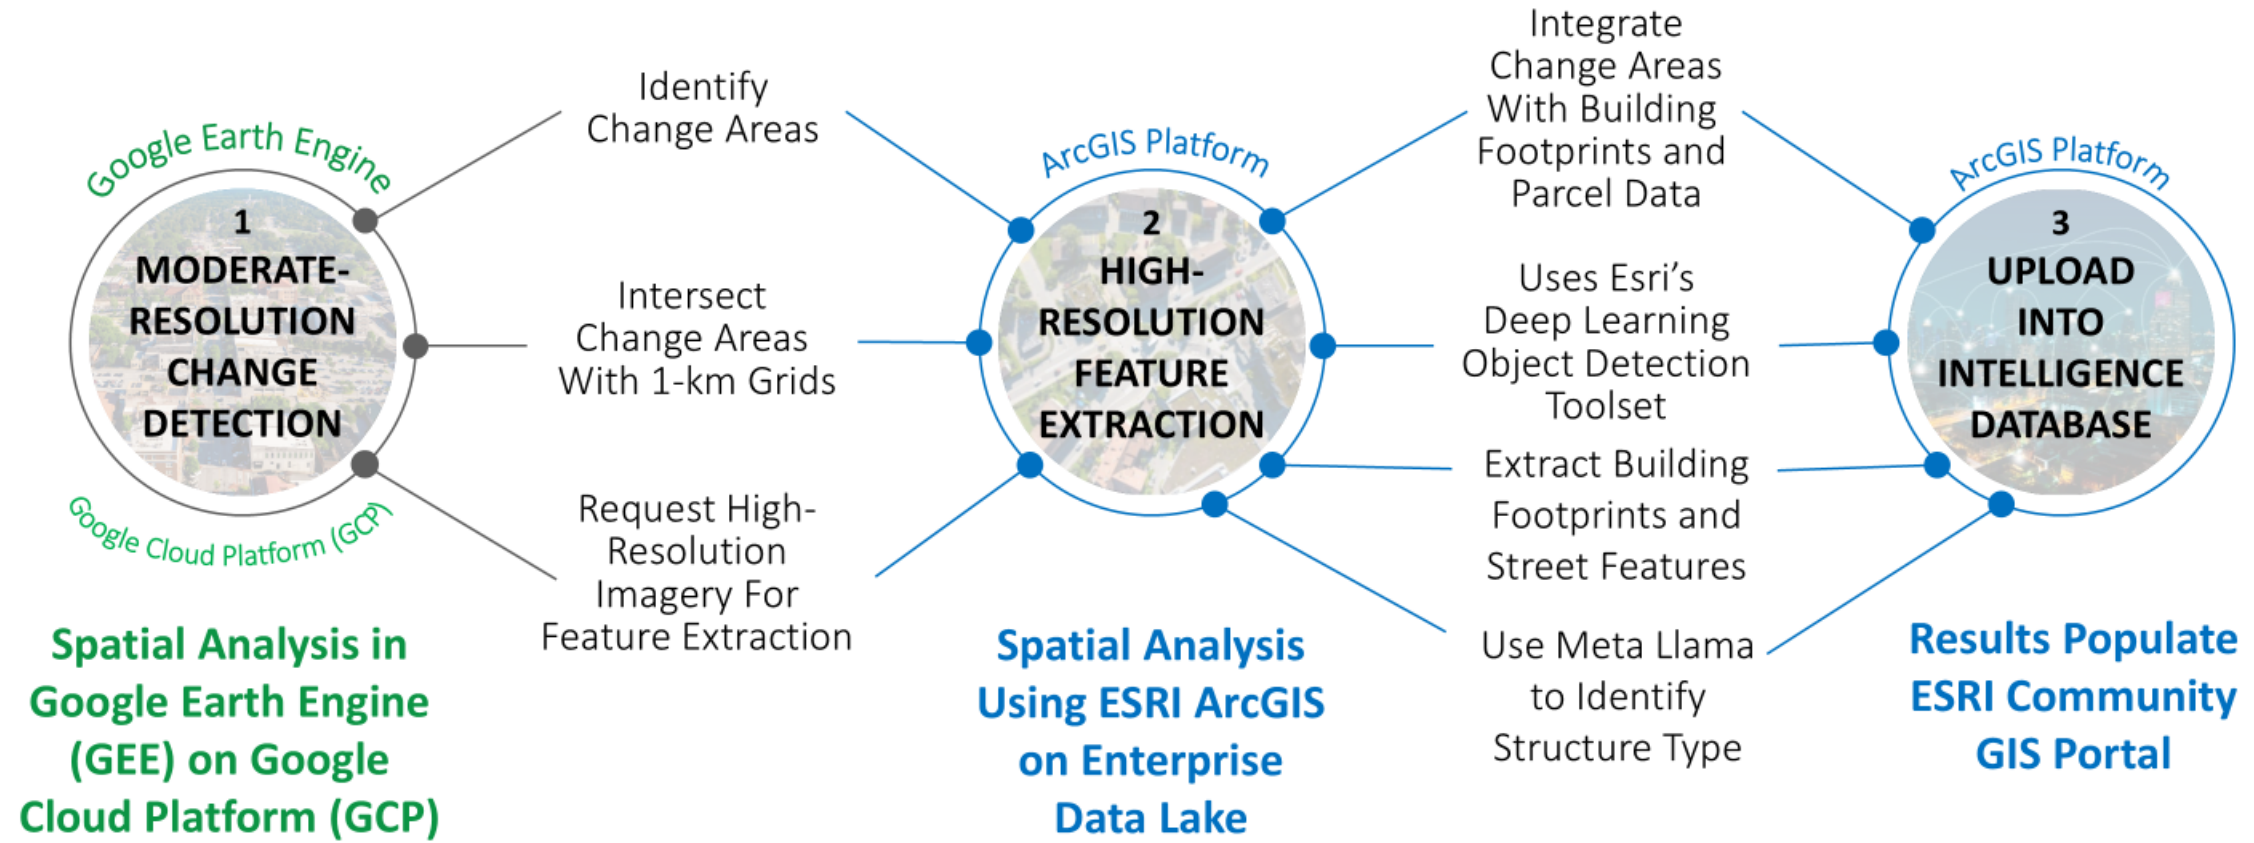 Google Earth Engine
1
MODERATE-
RESOLUTION
CHANGE
DETECTION
Google Cloud Platform (GCP)
Spatial Analysis in
Google Earth Engine
(GEE) on Google
Cloud Platform (GCP)
Identify
Change Areas
Intersect
Change Areas
With 1-km Grids
Request High-
Resolution
Imagery For
Feature Extraction
ArcGIS Platform
2
HIGH-
RESOLUTION
FEATURE
EXTRACTION
Spatial Analysis
Using ESRI ArcGIS
on Enterprise
Data Lake
Integrate
Change Areas
With Building
Footprints and
Parcel Data
Uses Esri’s
Deep Learning
Object Detection
Toolset
Extract Building
Footprints and
Street Features
Use Meta Llama
to Identify
Structure Type
ArcGIS Platform
3
UPLOAD
INTO
INTELLIGENCE
DATABASE
Results Populate
ESRI Community
GIS Portal